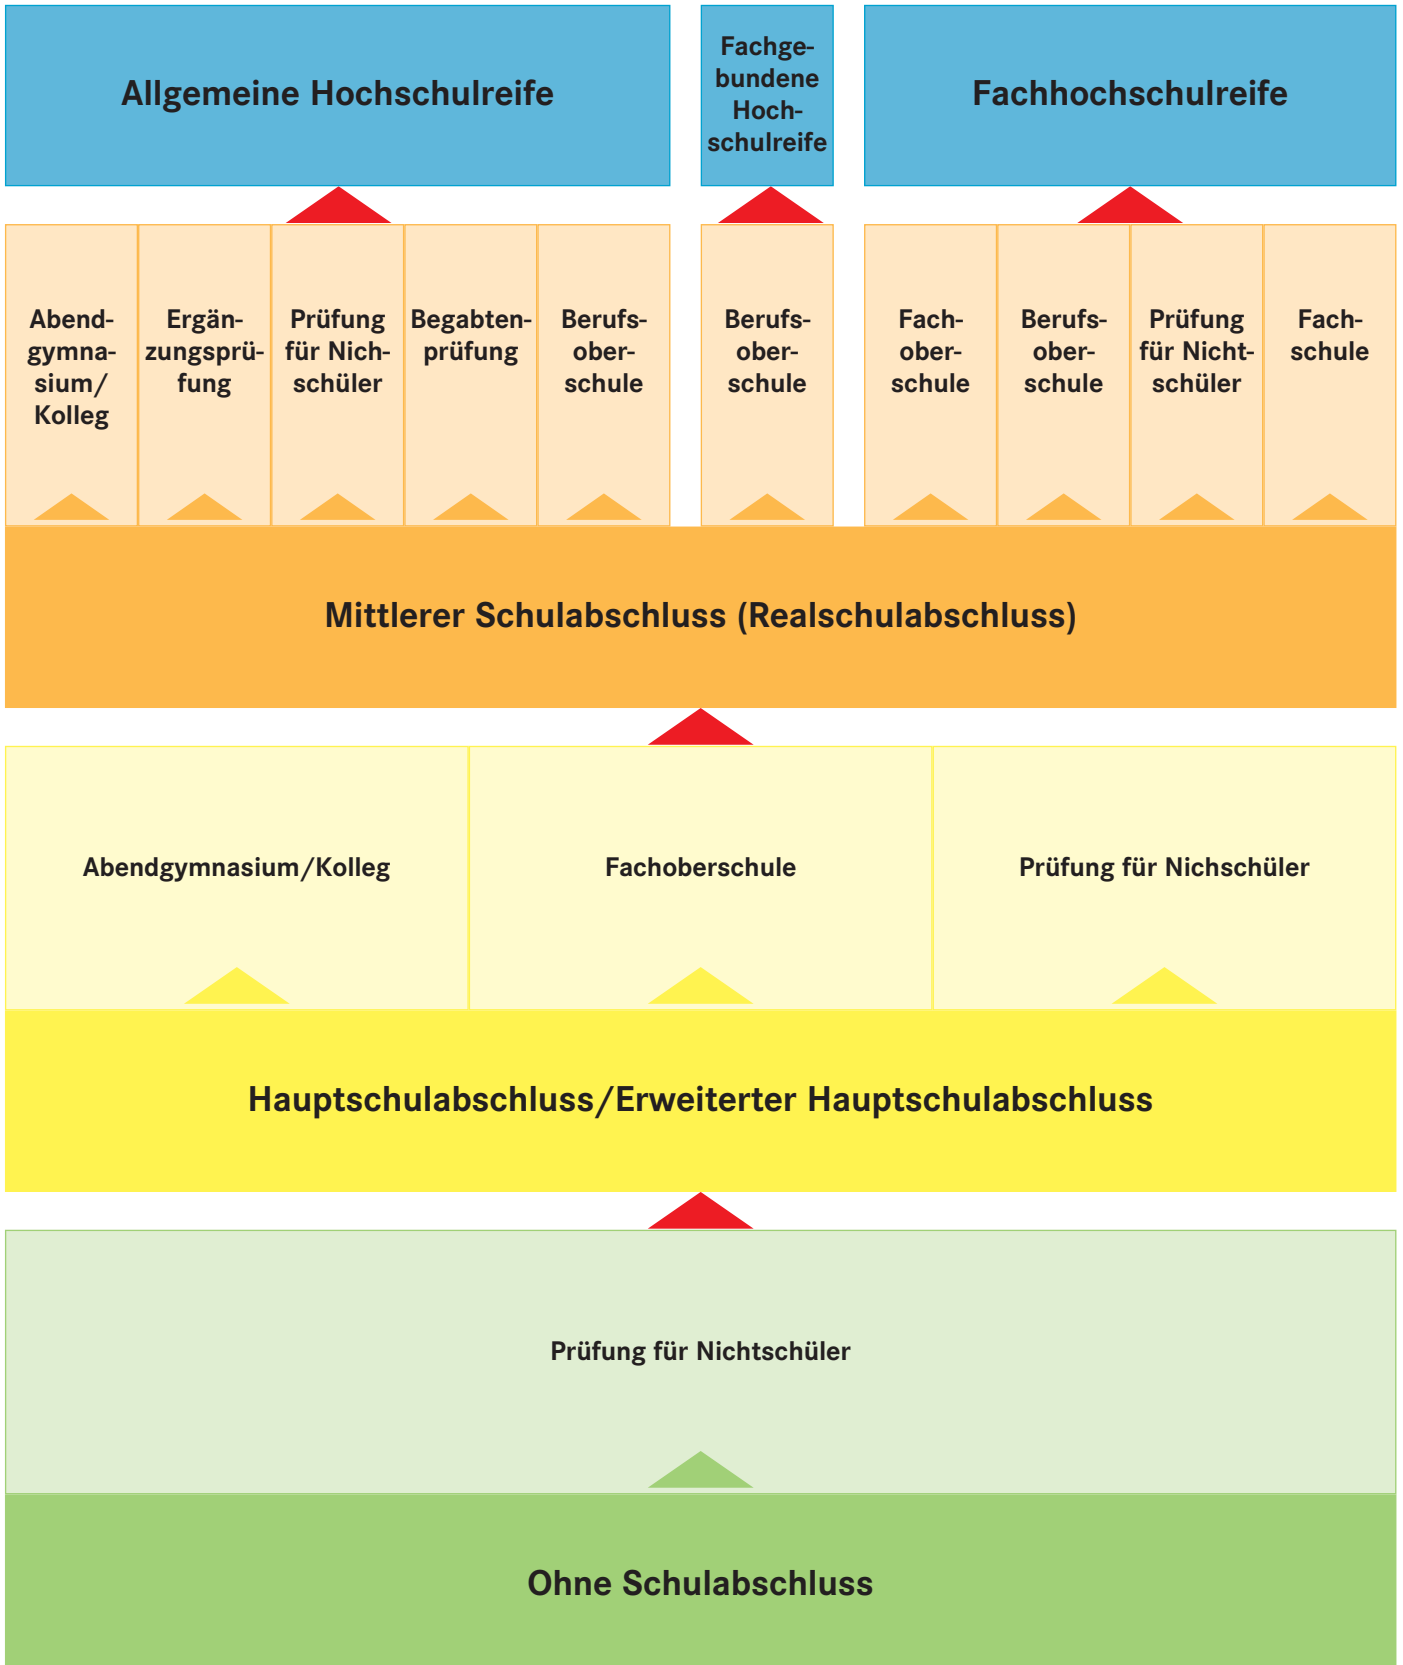 Allgemeine Hochschulreife
Fachge-
bundene
Hoch-
schulreife
Fachhochschulreife
Abend-
gymna-
sium/
Kolleg
Ergän-
zungsprü-
fung
Prüfung
für Nich-
schüler
Begabten-
prüfung
Berufs-
ober-
schule
Berufs-
ober-
schule
Fach-
ober-
schule
Berufs-
ober-
schule
Prüfung
für Nicht-
schüler
Fach-
schule
Mittlerer Schulabschluss (Realschulabschluss)
Abendgymnasium/Kolleg
Fachoberschule
Prüfung für Nichschüler
Hauptschulabschluss/Erweiterter Hauptschulabschluss
Prüfung für Nichtschüler
Ohne Schulabschluss